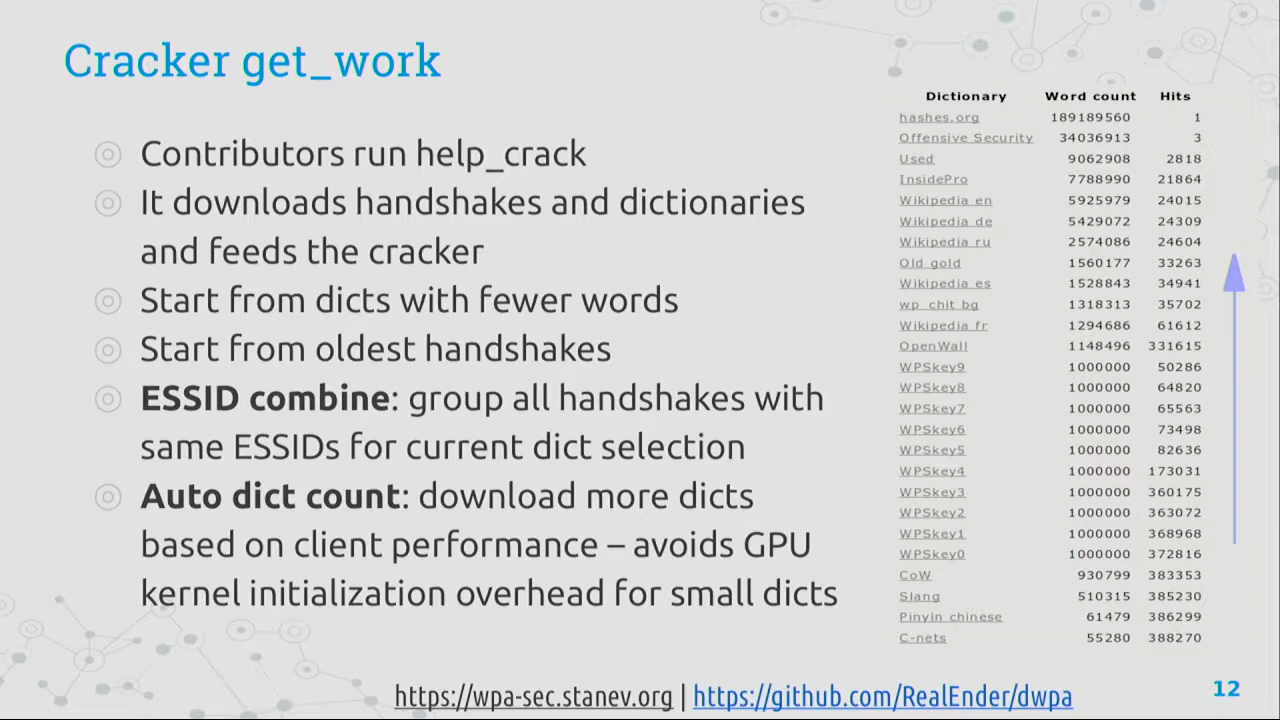 Cracker get_work
Contributors run help_crack
It downloads handshakes and dictionaries
and feeds the cracker
Start from dicts with fewer words
Start from oldest handshakes
ESSID combine: group all handshakes with
same ESSIDs for current dict selection
Auto dict count: download more dicts
based on client performance – avoids GPU
kernel initialization overhead for small dicts
Dictionary Word count Hits
hashes.org 189189560 1
Offensive Security 34036913 3
Used 9062908 2818
InsidePro 7788990 21864
Wikipedia en 5925979 24015
Wikipedia de 5429072 24309
Wikipedia ru 2574086 24604
Old gold 1560177 33263
Wikipedia es 1528843 34941
wp chit bg 1318313 35702
Wikipedia fr 1294686 61612
OpenWall 1148496 331615
WPSkey9 1000000 50286
WPSkey8 1000000 64820
WPSkey7 1000000 65563
WPSkey6 1000000 73498
WPSkey5 1000000 82636
WPSkey4 1000000 173031
WPSkey3 1000000 360175
WPSkey2 1000000 363072
WPSkey1 1000000 368968
WPSkey0 1000000 372816
CoW 930799 383353
Slang 510315 385230
Pinyin chinese 61479 386299
C-nets 55280 388270
https://wpa-sec.stanev.org | https://github.com/RealEnder/dwpa
12